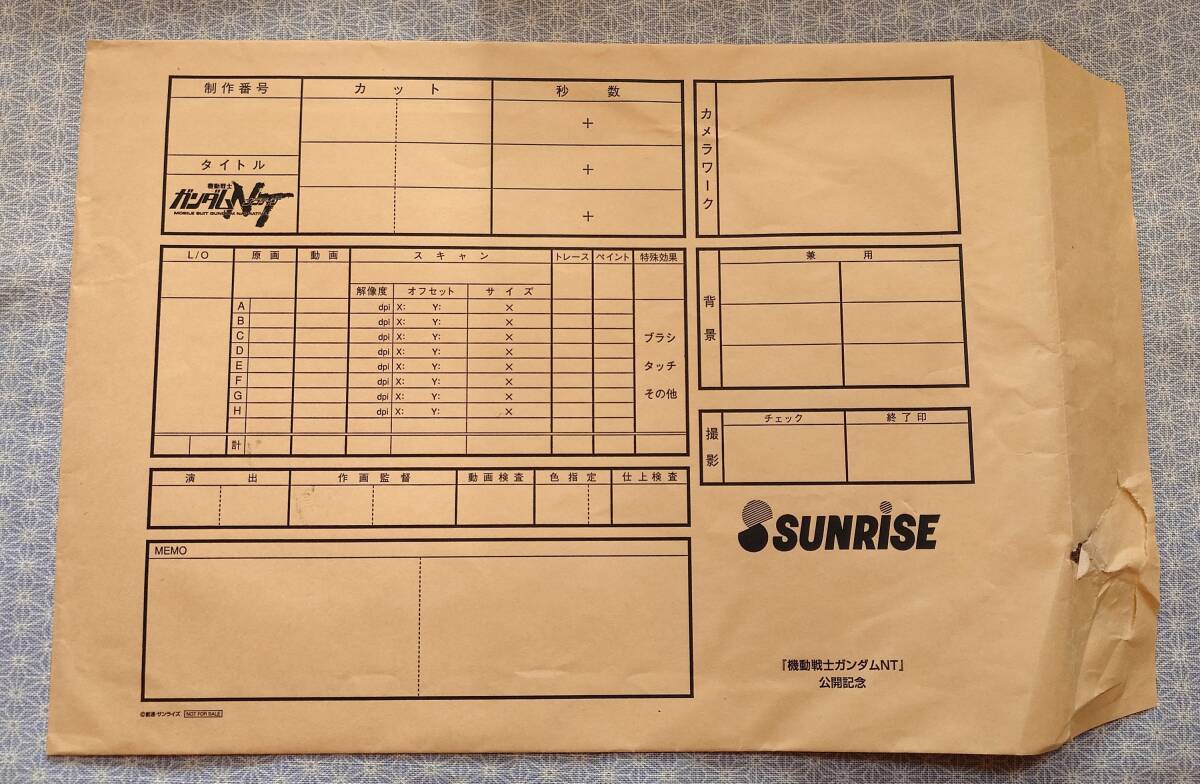 制作番号
カット
秒数
+
+
+
タイトル
機動戦士
ガンダムNT
MOBILE SUIT GUNDAM NARRATIVE
カメラワーク
L/O
原画
動画
スキャン
トレース
ペイント
特殊効果
解像度
オフセット
サイズ
A dpi X: Y: ×
B dpi X: Y: ×
C dpi X: Y: ×
D dpi X: Y: ×
E dpi X: Y: ×
F dpi X: Y: ×
G dpi X: Y: ×
H dpi X: Y: ×
ブラシ
タッチ
その他
計
背景
兼用
撮影
チェック
終了印
演出
作画監督
動画検査
色指定
仕上検査
MEMO
SUNRISE
『機動戦士ガンダムNT』
公開記念
©創通・サンライズ NOT FOR SALE